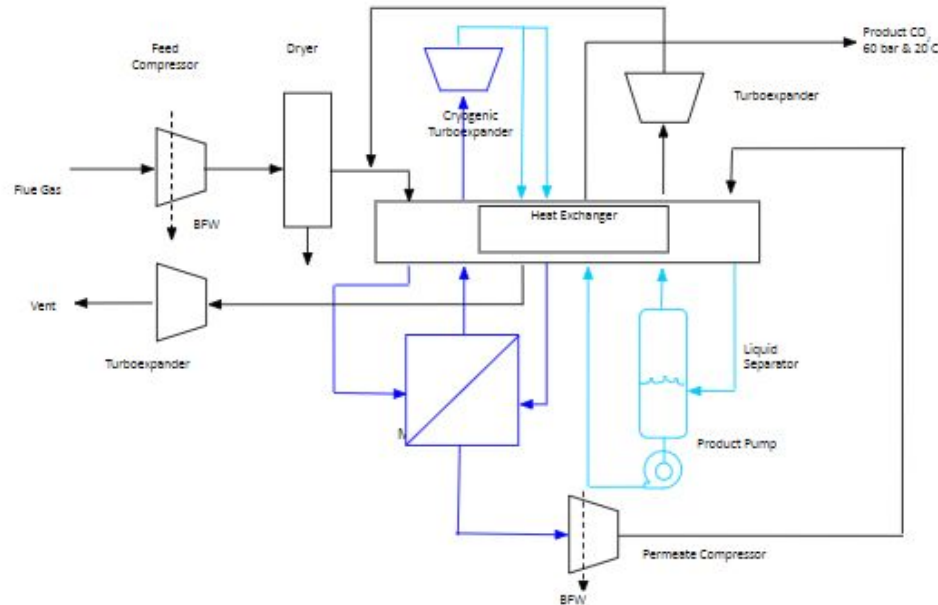 Feed
Compressor
Dryer
Product CO2
60 bar & 20 C
Cryogenic
Turboexpander
Turboexpander
Flue Gas
BFW
Heat Exchanger
Vent
Turboexpander
Liquid
Separator
Product Pump
Permeate Compressor
BFW